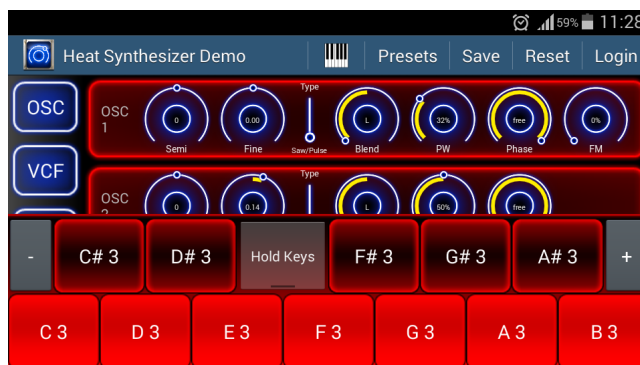 59% 11:28
Heat Synthesizer Demo Presets Save Reset Login
OSC
VCF
OSC
1
Type
0 0.00 L 32% free 0%
Semi Fine Saw/Pulse Blend PW Phase FM
OSC
Type
0 0.14 L 50% free
- C# 3 D# 3 Hold Keys F# 3 G# 3 A# 3 +
C 3 D 3 E 3 F 3 G 3 A 3 B 3